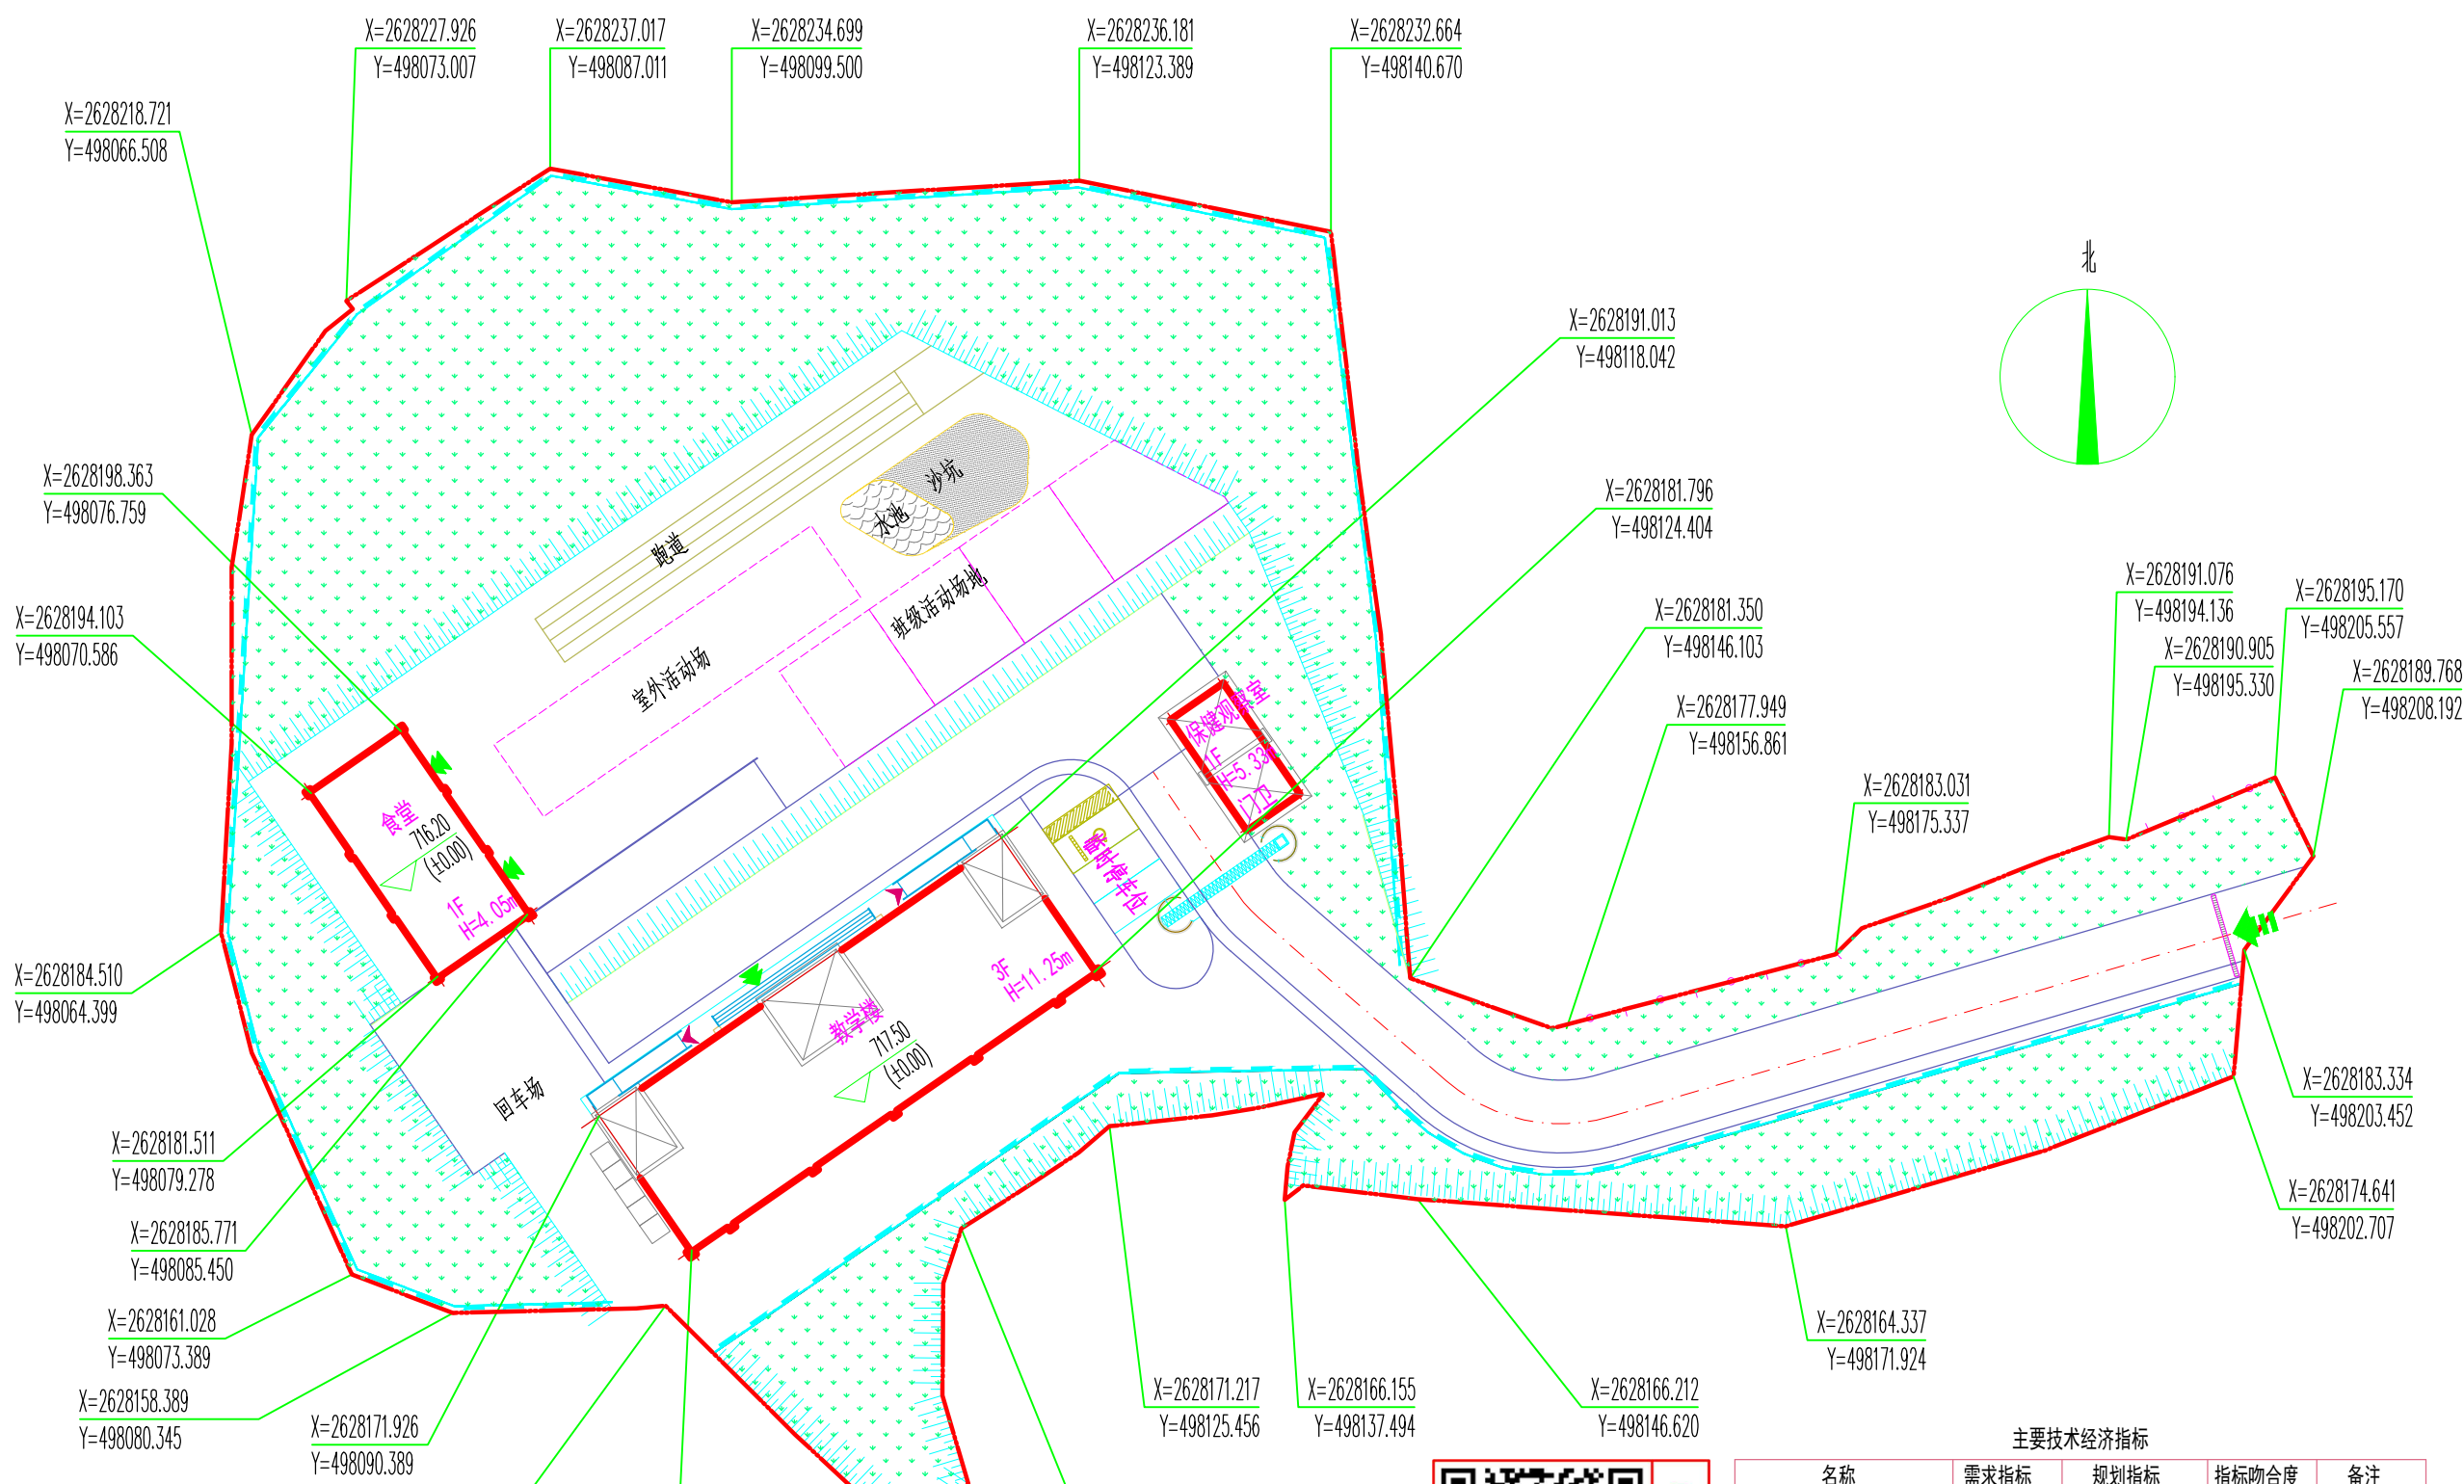 X=2628227.926
Y=498073.007
X=2628237.017
Y=498087.011
X=2628234.699
Y=498099.500
X=2628236.181
Y=498123.389
X=2628232.664
Y=498140.670
X=2628218.721
Y=498066.508
北
X=2628191.013
Y=498118.042
X=2628198.363
Y=498076.759
X=2628181.796
Y=498124.404
X=2628194.103
Y=498070.586
X=2628181.350
Y=498146.103
X=2628191.076
Y=498194.136
X=2628195.170
Y=498205.557
X=2628190.905
Y=498195.330
X=2628189.768
Y=498208.192
X=2628177.949
Y=498156.861
X=2628183.031
Y=498175.337
沙坑
水池
跑道
班级活动场地
室外活动场
保健观察室
1F
H=5.33m
门卫
食堂
716.20
(±0.00)
1F
H=4.05m
临时停车位
3F
H=11.25m
教学楼
717.50
(±0.00)
回车场
X=2628184.510
Y=498064.399
X=2628181.511
Y=498079.278
X=2628185.771
Y=498085.450
X=2628161.028
Y=498073.389
X=2628158.389
Y=498080.345
X=2628171.926
Y=498090.389
X=2628183.334
Y=498203.452
X=2628174.641
Y=498202.707
X=2628164.337
Y=498171.924
X=2628171.217
Y=498125.456
X=2628166.155
Y=498137.494
X=2628166.212
Y=498146.620
主要技术经济指标
名称 需求指标 规划指标 指标吻合度 备注